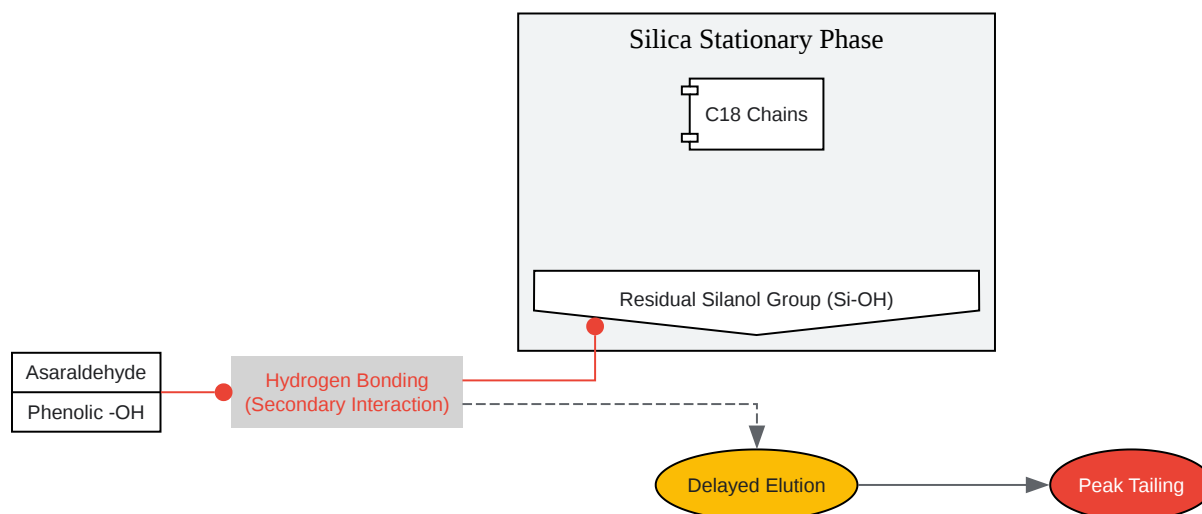 Silica Stationary Phase
C18 Chains
Residual Silanol Group (Si-OH)
Asaraldehyde
Phenolic -OH
Hydrogen Bonding
(Secondary Interaction)
Delayed Elution
Peak Tailing